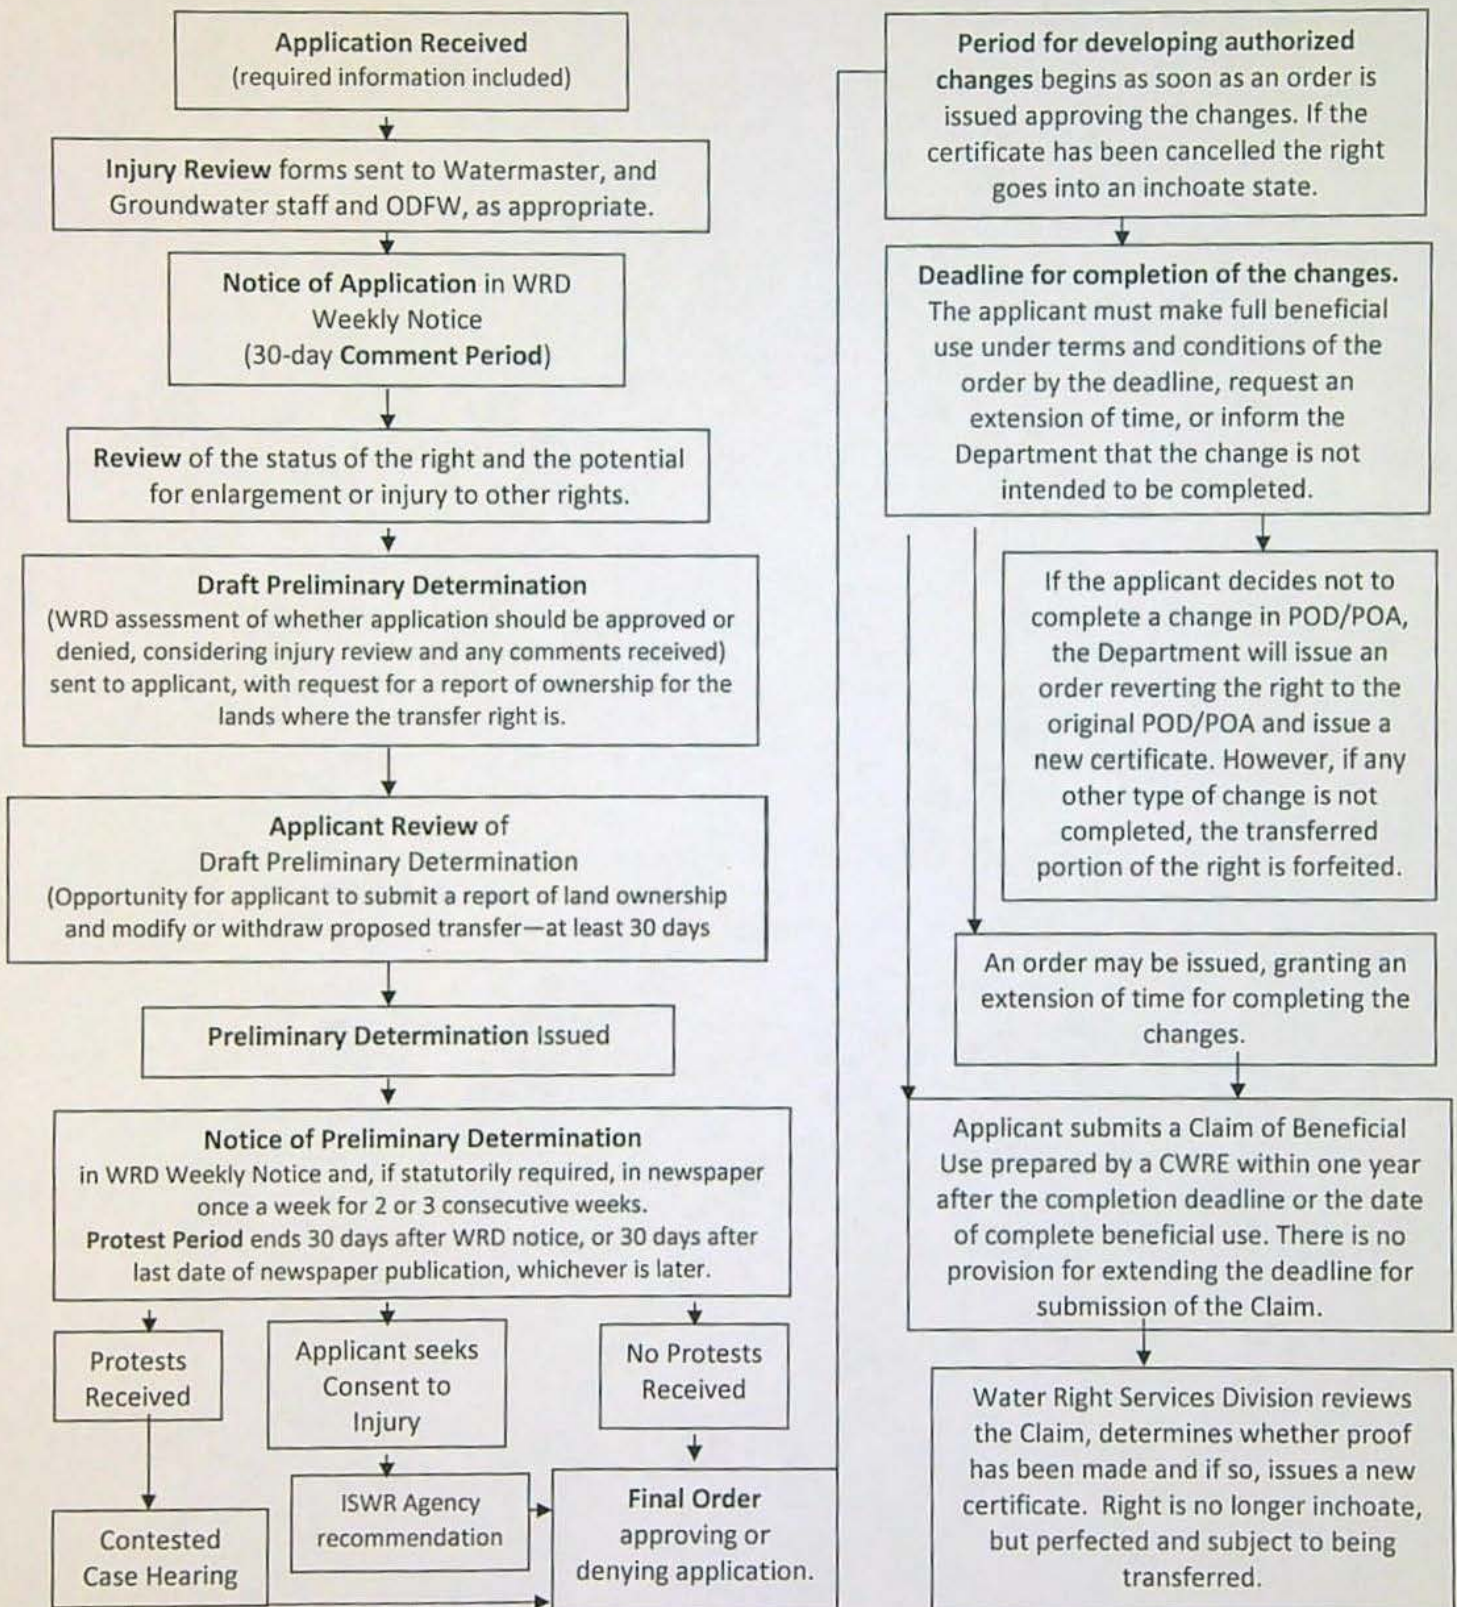 Application Received
(required information included)
Injury Review forms sent to Watermaster, and
Groundwater staff and ODFW, as appropriate.
Notice of Application in WRD
Weekly Notice
(30-day Comment Period)
Review of the status of the right and the potential
for enlargement or injury to other rights.
Draft Preliminary Determination
(WRD assessment of whether application should be approved or
denied, considering injury review and any comments received)
sent to applicant, with request for a report of ownership for the
lands where the transfer right is.
Applicant Review of
Draft Preliminary Determination
(Opportunity for applicant to submit a report of land ownership
and modify or withdraw proposed transfer—at least 30 days
Preliminary Determination Issued
Notice of Preliminary Determination
in WRD Weekly Notice and, if statutorily required, in newspaper
once a week for 2 or 3 consecutive weeks.
Protest Period ends 30 days after WRD notice, or 30 days after
last date of newspaper publication, whichever is later.
Protests
Received
Applicant seeks
Consent to
Injury
No Protests
Received
Contested
Case Hearing
ISWR Agency
recommendation
Final Order
approving or
denying application.
Period for developing authorized
changes begins as soon as an order is
issued approving the changes. If the
certificate has been cancelled the right
goes into an inchoate state.
Deadline for completion of the changes.
The applicant must make full beneficial
use under terms and conditions of the
order by the deadline, request an
extension of time, or inform the
Department that the change is not
intended to be completed.
If the applicant decides not to
complete a change in POD/POA,
the Department will issue an
order reverting the right to the
original POD/POA and issue a
new certificate. However, if any
other type of change is not
completed, the transferred
portion of the right is forfeited.
An order may be issued, granting an
extension of time for completing the
changes.
Applicant submits a Claim of Beneficial
Use prepared by a CWRE within one year
after the completion deadline or the date
of complete beneficial use. There is no
provision for extending the deadline for
submission of the Claim.
Water Right Services Division reviews
the Claim, determines whether proof
has been made and if so, issues a new
certificate. Right is no longer inchoate,
but perfected and subject to being
transferred.